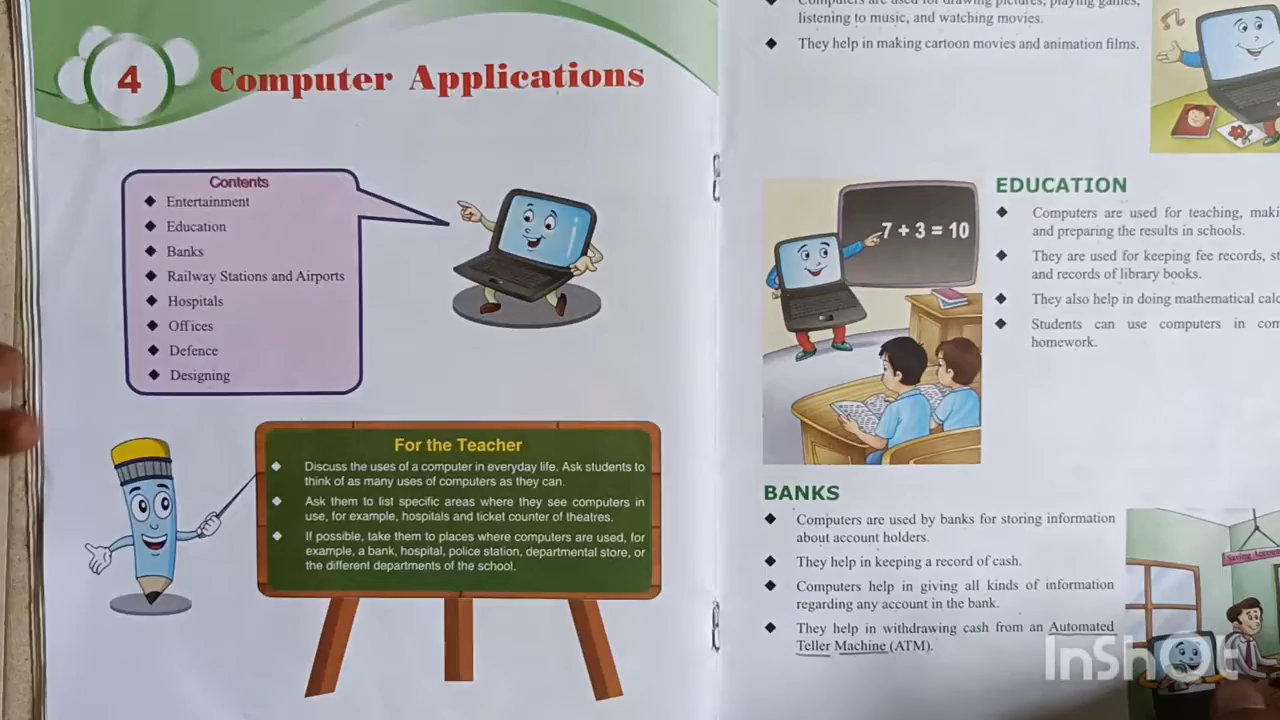 4
Computer Applications
Contents
◆ Entertainment
◆ Education
◆ Banks
◆ Railway Stations and Airports
◆ Hospitals
◆ Offices
◆ Defence
◆ Designing
For the Teacher
◆ Discuss the uses of a computer in everyday life. Ask students to
think of as many uses of computers as they can.
◆ Ask them to list specific areas where they see computers in
use, for example, hospitals and ticket counter of theatres.
◆ If possible, take them to places where computers are used, for
example, a bank, hospital, police station, departmental store, or
the different departments of the school.
◆ Computers are used for drawing pictures, playing games,
listening to music, and watching movies.
◆ They help in making cartoon movies and animation films.
7 + 3 = 10
EDUCATION
◆ Computers are used for teaching,
and preparing the results in schools.
◆ They are used for keeping fee records,
and records of library books.
◆ They also help in doing mathematical
◆ Students can use computers in
homework.
BANKS
◆ Computers are used by banks for storing information
about account holders.
◆ They help in keeping a record of cash.
◆ Computers help in giving all kinds of information
regarding any account in the bank.
◆ They help in withdrawing cash from an Automated
Teller Machine (ATM).
Saving
InShOt